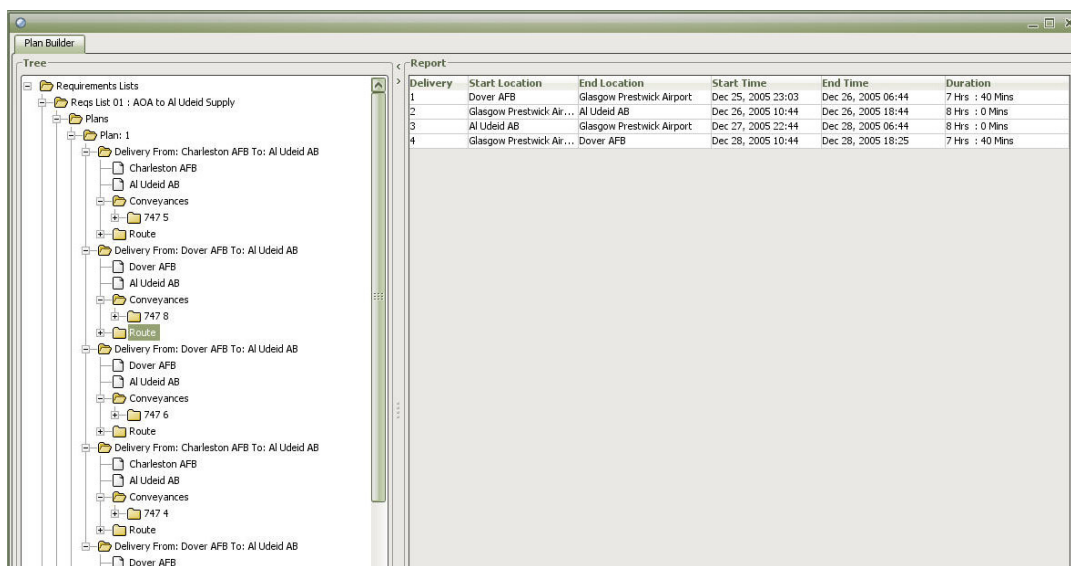 Plan Builder
Tree
Requirements Lists
Reqs List 01 : AOA to Al Udeid Supply
Plans
Plan: 1
Delivery From: Charleston AFB To: Al Udeid AB
Charleston AFB
Al Udeid AB
Conveyances
747 5
Route
Delivery From: Dover AFB To: Al Udeid AB
Dover AFB
Al Udeid AB
Conveyances
747 8
Route
Delivery From: Dover AFB To: Al Udeid AB
Dover AFB
Al Udeid AB
Conveyances
747 6
Route
Delivery From: Charleston AFB To: Al Udeid AB
Charleston AFB
Al Udeid AB
Conveyances
747 4
Route
Delivery From: Dover AFB To: Al Udeid AB
Dover AFB
Report
Delivery Start Location End Location Start Time End Time Duration
1 Dover AFB Glasgow Prestwick Airport Dec 25, 2005 23:03 Dec 26, 2005 06:44 7 Hrs : 40 Mins
2 Glasgow Prestwick Air... Al Udeid AB Dec 26, 2005 10:44 Dec 26, 2005 18:44 8 Hrs : 0 Mins
3 Al Udeid AB Glasgow Prestwick Airport Dec 27, 2005 22:44 Dec 28, 2005 06:44 8 Hrs : 0 Mins
4 Glasgow Prestwick Air... Dover AFB Dec 28, 2005 10:44 Dec 28, 2005 18:25 7 Hrs : 40 Mins